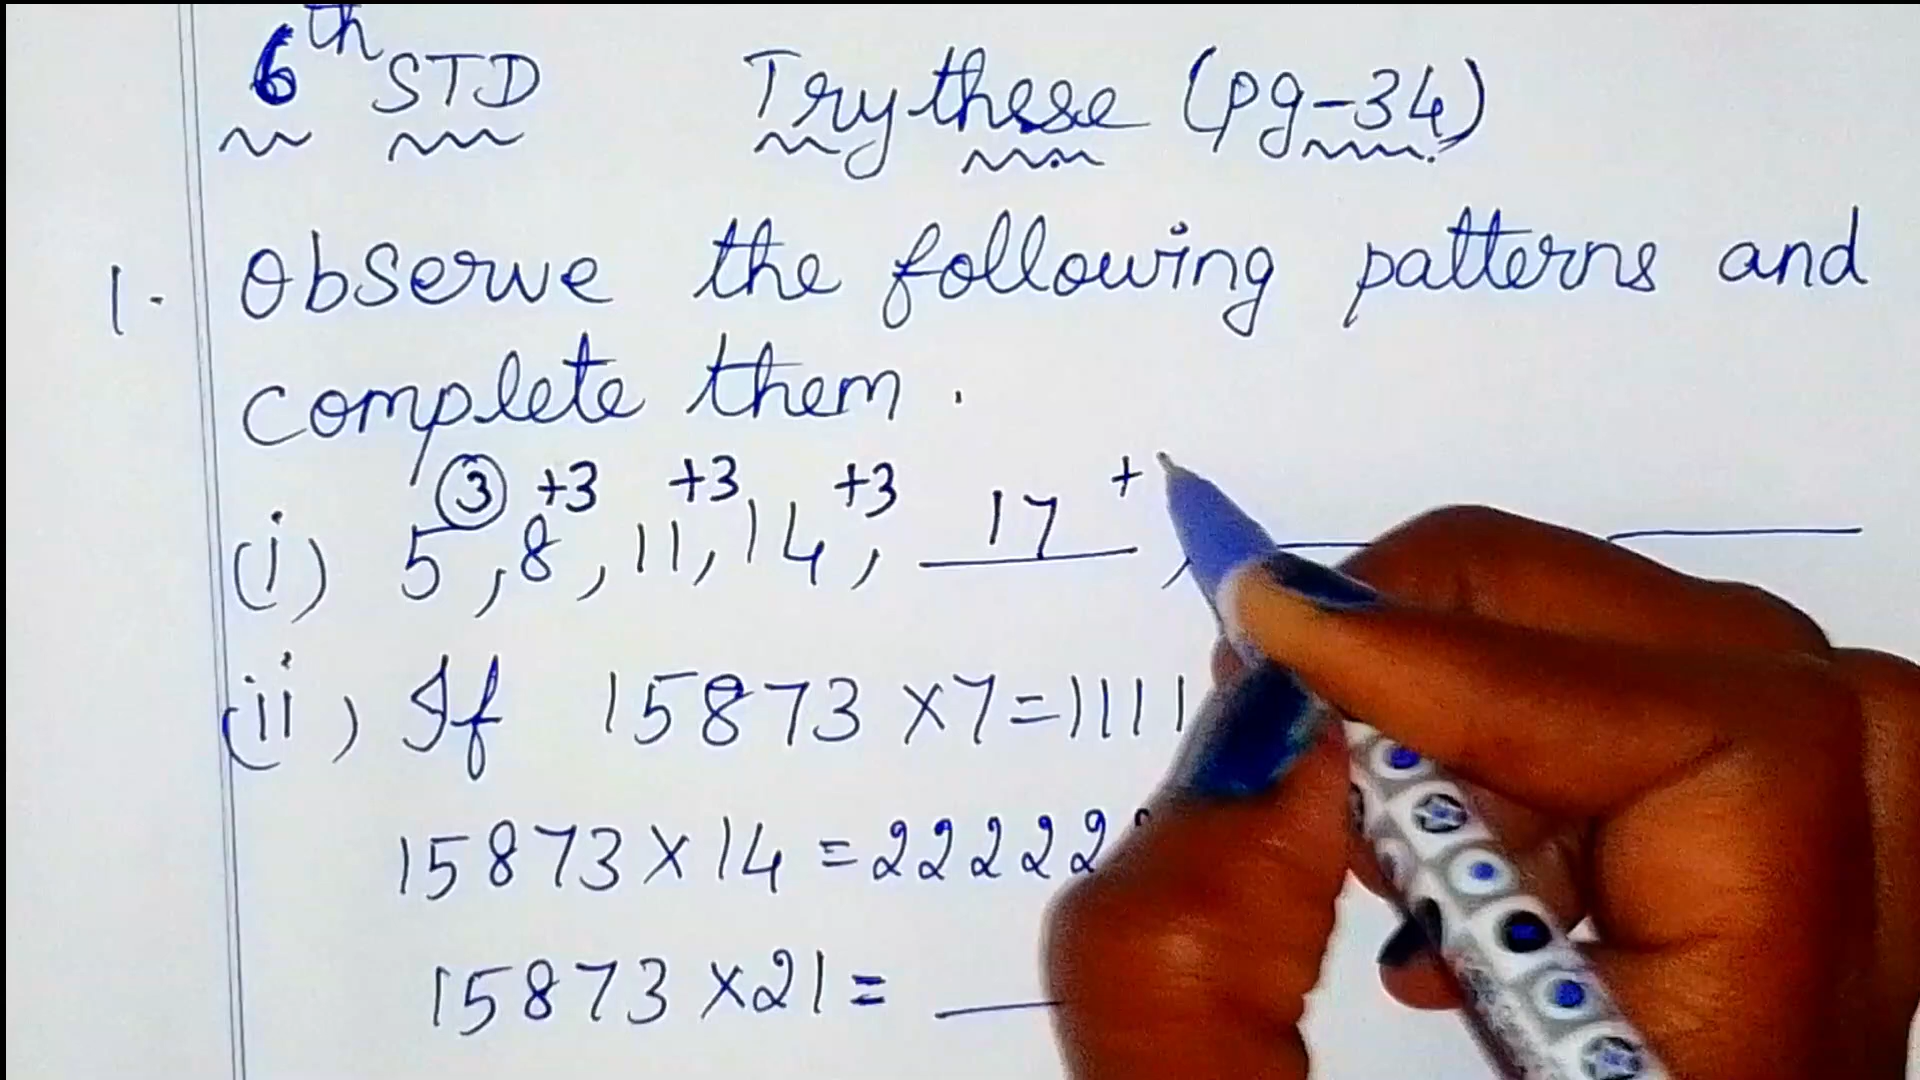 6th STD Try these (pg-34)
1. Observe the following patterns and
complete them.
③ +3 +3 +3 +
(i) 5, 8, 11, 14, 17,
(ii) If 15873 × 7 = 1111
15873 × 14 = 22222
15873 × 21 =